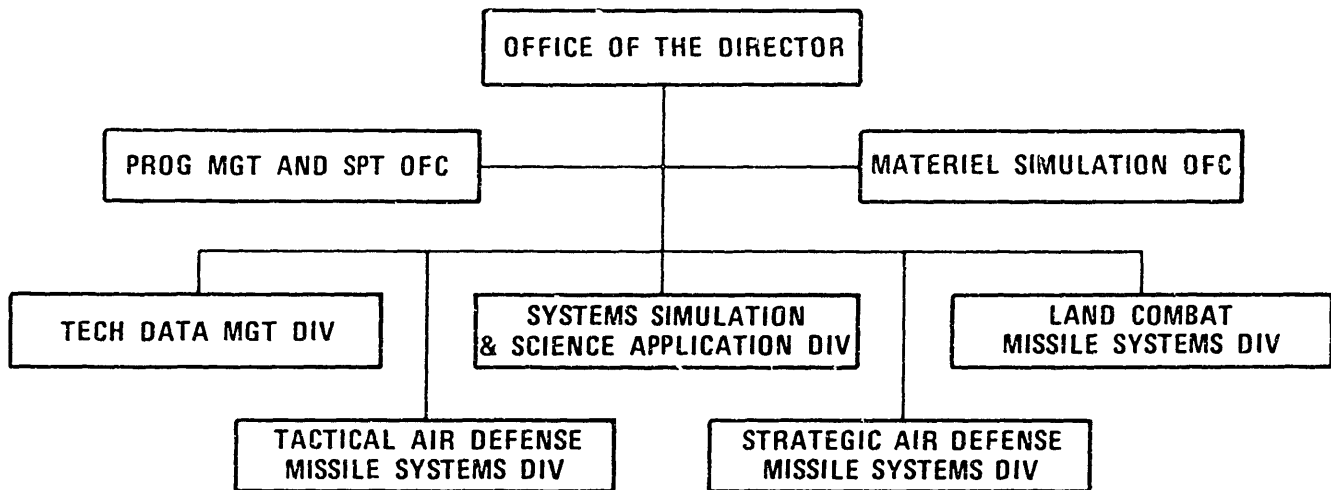 OFFICE OF THE DIRECTOR
PROG MGT AND SPT OFC
MATERIEL SIMULATION OFC
TECH DATA MGT DIV
SYSTEMS SIMULATION
& SCIENCE APPLICATION DIV
LAND COMBAT
MISSILE SYSTEMS DIV
TACTICAL AIR DEFENSE
MISSILE SYSTEMS DIV
STRATEGIC AIR DEFENSE
MISSILE SYSTEMS DIV